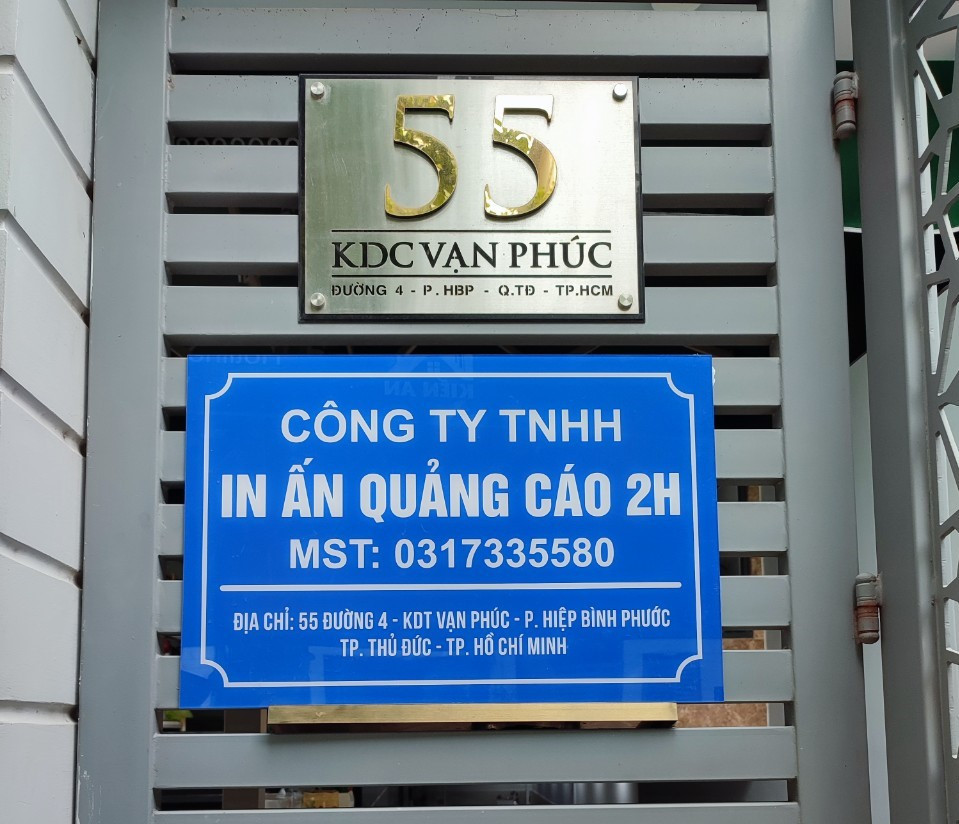 55
KDC VẠN PHÚC
ĐƯỜNG 4 - P. HBP - Q.TĐ - TP.HCM
KIẾN AN
CÔNG TY TNHH
IN ẤN QUẢNG CÁO 2H
MST: 0317335580
ĐỊA CHỈ: 55 ĐƯỜNG 4 - KDT VẠN PHÚC - P. HIỆP BÌNH PHƯỚC
TP. THỦ ĐỨC - TP. HỒ CHÍ MINH